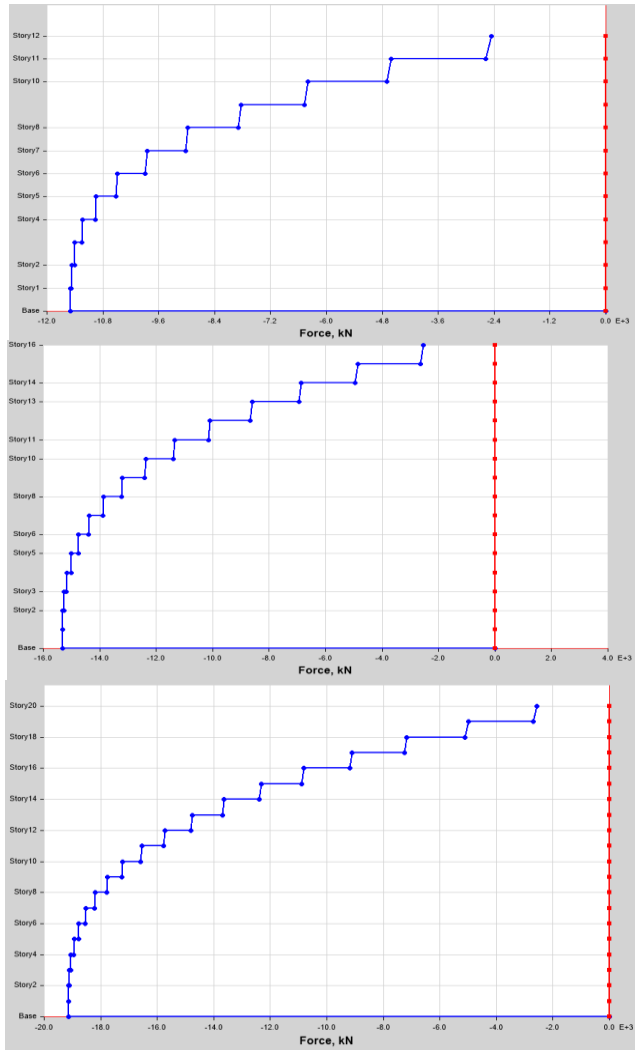 Story12
Story11
Story10
Story8
Story7
Story6
Story5
Story4
Story2
Story1
Base
-12.0 -10.8 -9.6 -8.4 -7.2 -6.0 -4.8 -3.6 -2.4 -1.2 0.0 E+3
Force, kN
Story16
Story14
Story13
Story11
Story10
Story8
Story6
Story5
Story3
Story2
Base
-16.0 -14.0 -12.0 -10.0 -8.0 -6.0 -4.0 -2.0 0.0 2.0 4.0 E+3
Force, kN
Story20
Story18
Story16
Story14
Story12
Story10
Story8
Story6
Story4
Story2
Base
-20.0 -18.0 -16.0 -14.0 -12.0 -10.0 -8.0 -6.0 -4.0 -2.0 0.0 E+3
Force, kN